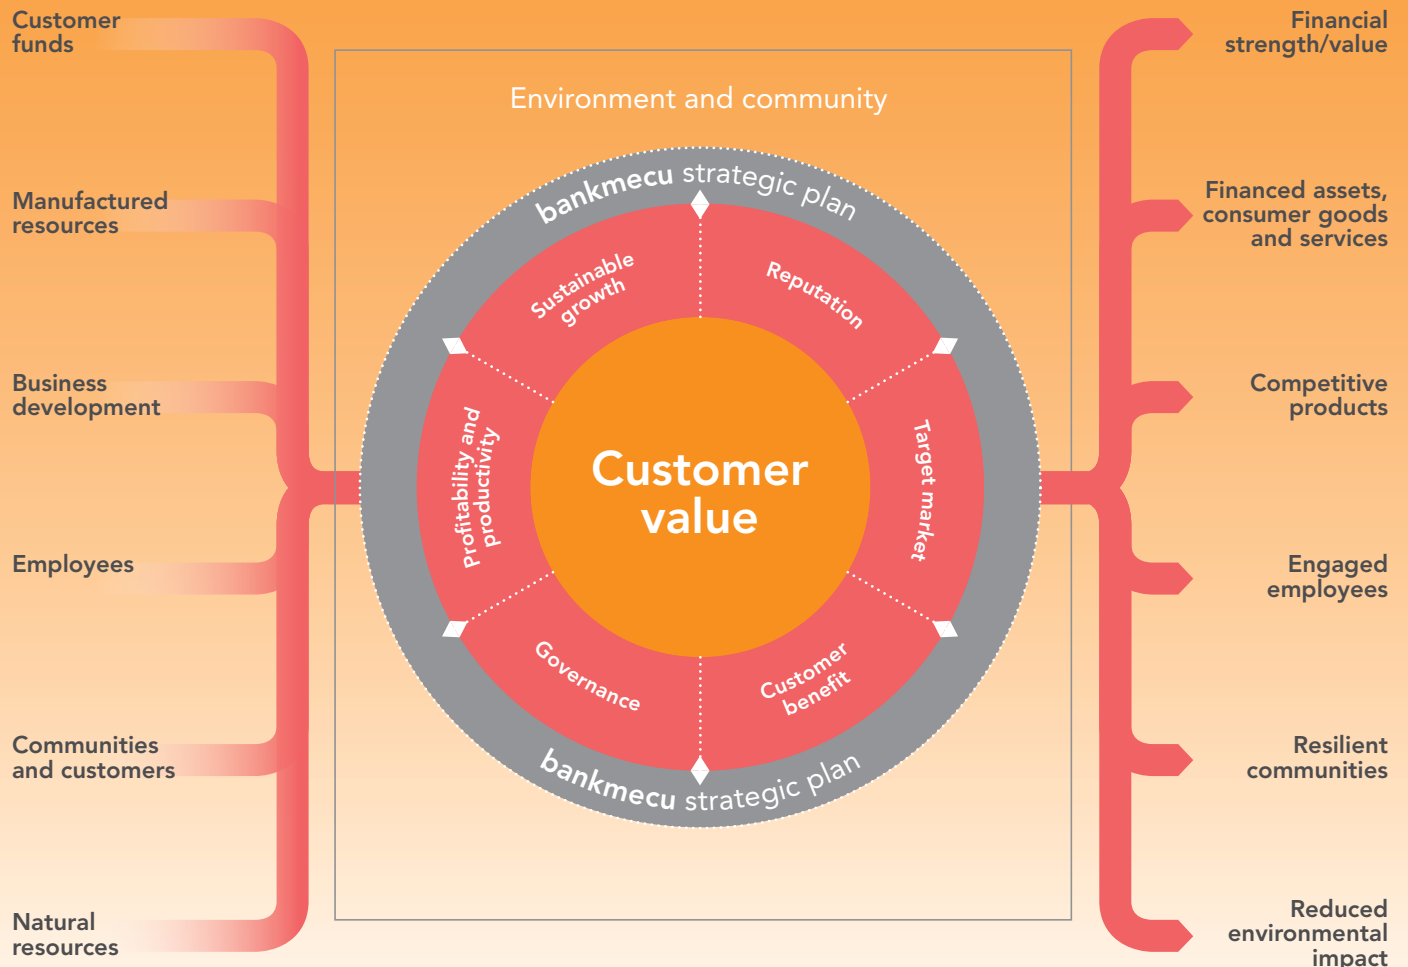 Customer
funds
Manufactured
resources
Business
development
Employees
Communities
and customers
Natural
resources
Environment and community
bankmecu strategic plan
Sustainable
growth
Reputation
Profitability and
productivity
Customer
value
Target market
Governance
Customer
benefit
bankmecu strategic plan
Financial
strength/value
Financed assets,
consumer goods
and services
Competitive
products
Engaged
employees
Resilient
communities
Reduced
environmental
impact